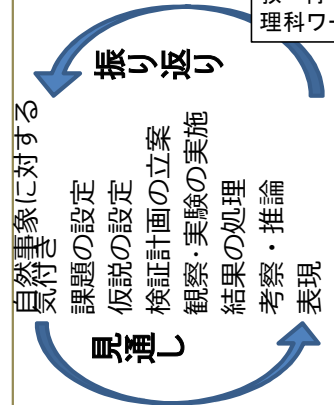 振り返り
自然事象に対する
気付き
課題の設定
仮説の設定
検証計画の立案
観察・実験の実施
結果の処理
考察・推論
表現
見通し
理科ワー